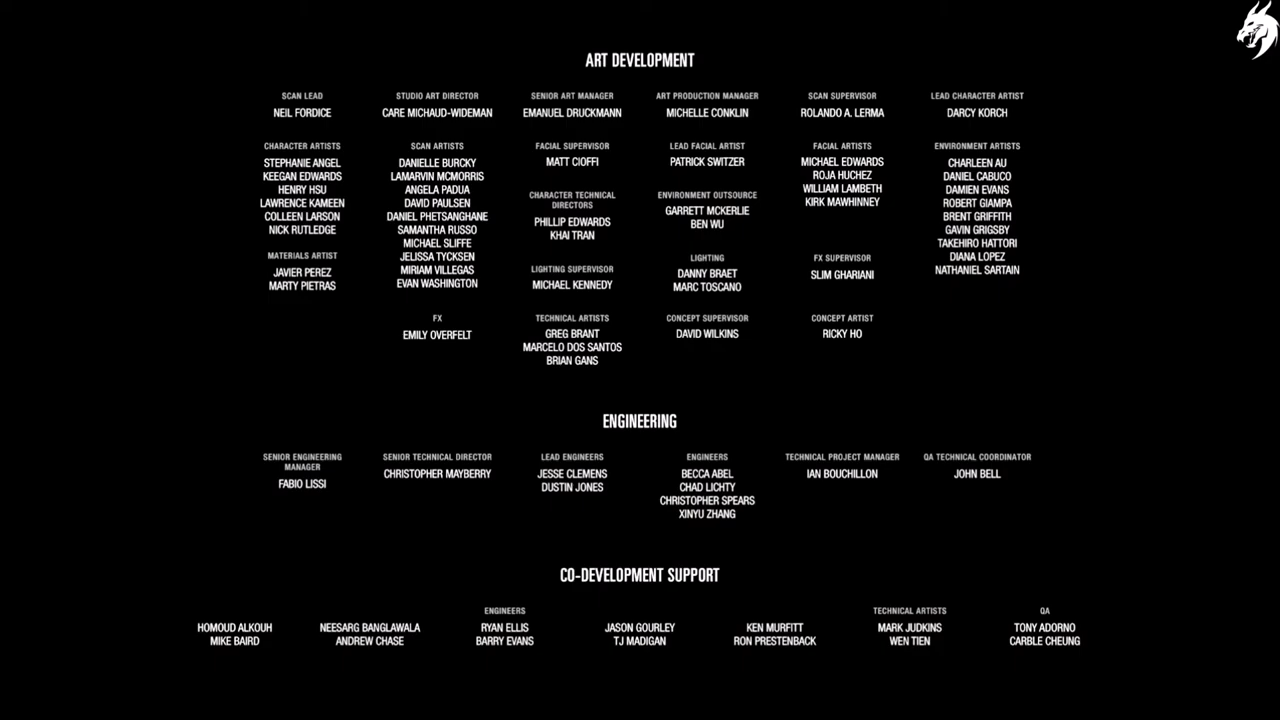 ART DEVELOPMENT
SCAN LEAD
NEIL FORDICE
STUDIO ART DIRECTOR
CARE MICHAUD-WIDEMAN
SENIOR ART MANAGER
EMANUEL DRUCKMANN
ART PRODUCTION MANAGER
MICHELLE CONKLIN
SCAN SUPERVISOR
ROLANDO A. LERMA
LEAD CHARACTER ARTIST
DARCY KORCH
CHARACTER ARTISTS
STEPHANIE ANGEL
KEEGAN EDWARDS
HENRY HSU
LAWRENCE KAMEEN
COLLEEN LARSON
NICK RUTLEDGE
MATERIALS ARTIST
JAVIER PEREZ
MARTY PIETRAS
SCAN ARTISTS
DANIELLE BURCKY
LAMARVIN MCMORRIS
ANGELA PADUA
DAVID PAULSEN
DANIEL PHETSANGHANE
SAMANTHA RUSSO
MICHAEL SLIFFE
JELISSA TYCKSEN
MIRIAM VILLEGAS
EVAN WASHINGTON
FX
EMILY OVERFELT
FACIAL SUPERVISOR
MATT CIOFFI
CHARACTER TECHNICAL
DIRECTORS
PHILLIP EDWARDS
KHAI TRAN
LIGHTING SUPERVISOR
MICHAEL KENNEDY
TECHNICAL ARTISTS
GREG BRANT
MARCELO DOS SANTOS
BRIAN GANS
LEAD FACIAL ARTIST
PATRICK SWITZER
ENVIRONMENT OUTSOURCE
GARRETT MCKERLIE
BEN WU
LIGHTING
DANNY BRAET
MARC TOSCANO
CONCEPT SUPERVISOR
DAVID WILKINS
FACIAL ARTISTS
MICHAEL EDWARDS
ROJA HUCHEZ
WILLIAM LAMBETH
KIRK MAWHINNEY
FX SUPERVISOR
SLIM GHARIANI
CONCEPT ARTIST
RICKY HO
ENVIRONMENT ARTISTS
CHARLEEN AU
DANIEL CABUCO
DAMIEN EVANS
ROBERT GIAMPA
BRENT GRIFFITH
GAVIN GRIGSBY
TAKEHIRO HATTORI
DIANA LOPEZ
NATHANIEL SARTAIN
ENGINEERING
SENIOR ENGINEERING
MANAGER
FABIO LISSI
SENIOR TECHNICAL DIRECTOR
CHRISTOPHER MAYBERRY
LEAD ENGINEERS
JESSE CLEMENS
DUSTIN JONES
ENGINEERS
BECCA ABEL
CHAD LICHTY
CHRISTOPHER SPEARS
XINYU ZHANG
TECHNICAL PROJECT MANAGER
IAN BOUCHILLON
QA TECHNICAL COORDINATOR
JOHN BELL
CO-DEVELOPMENT SUPPORT
ENGINEERS
HOMOUD ALKOUH
MIKE BAIRD
NEESARG BANGLAWALA
ANDREW CHASE
RYAN ELLIS
BARRY EVANS
JASON GOURLEY
TJ MADIGAN
KEN MURFITT
RON PRESTENBACK
TECHNICAL ARTISTS
MARK JUDKINS
WEN TIEN
QA
TONY ADORNO
CARBLE CHEUNG